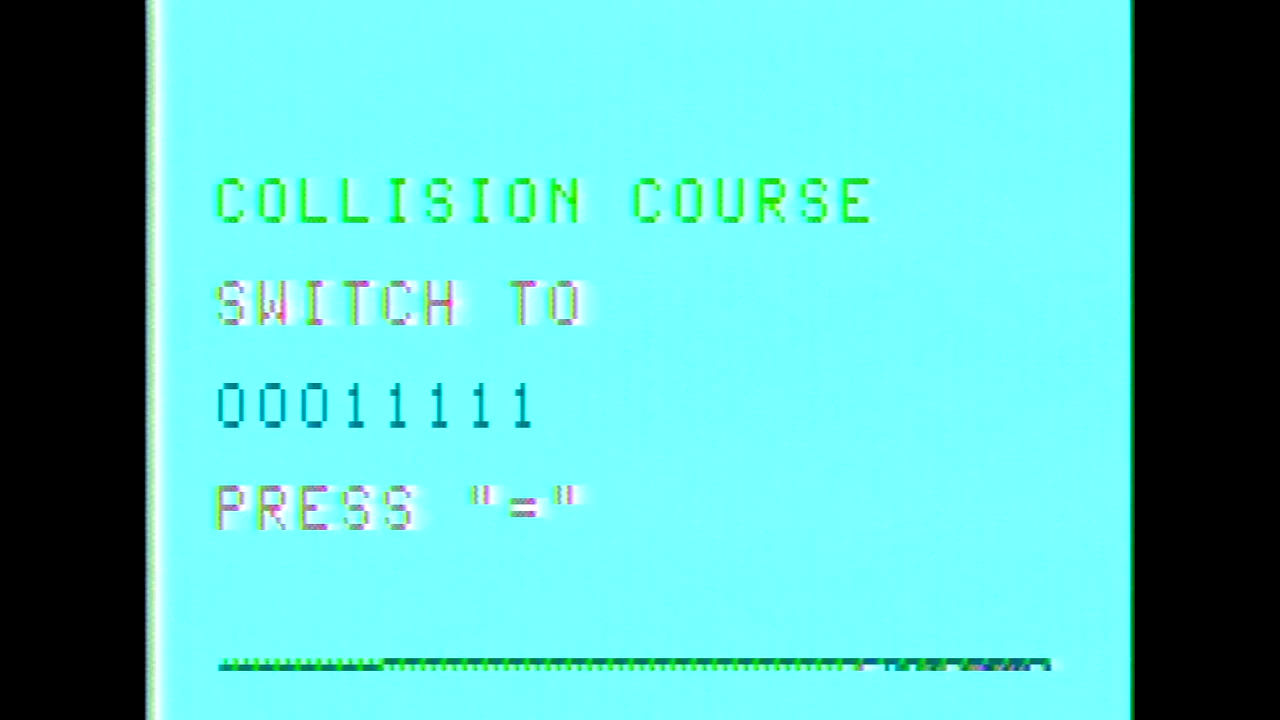 COLLISION COURSE
SWITCH TO
00011111
PRESS "="